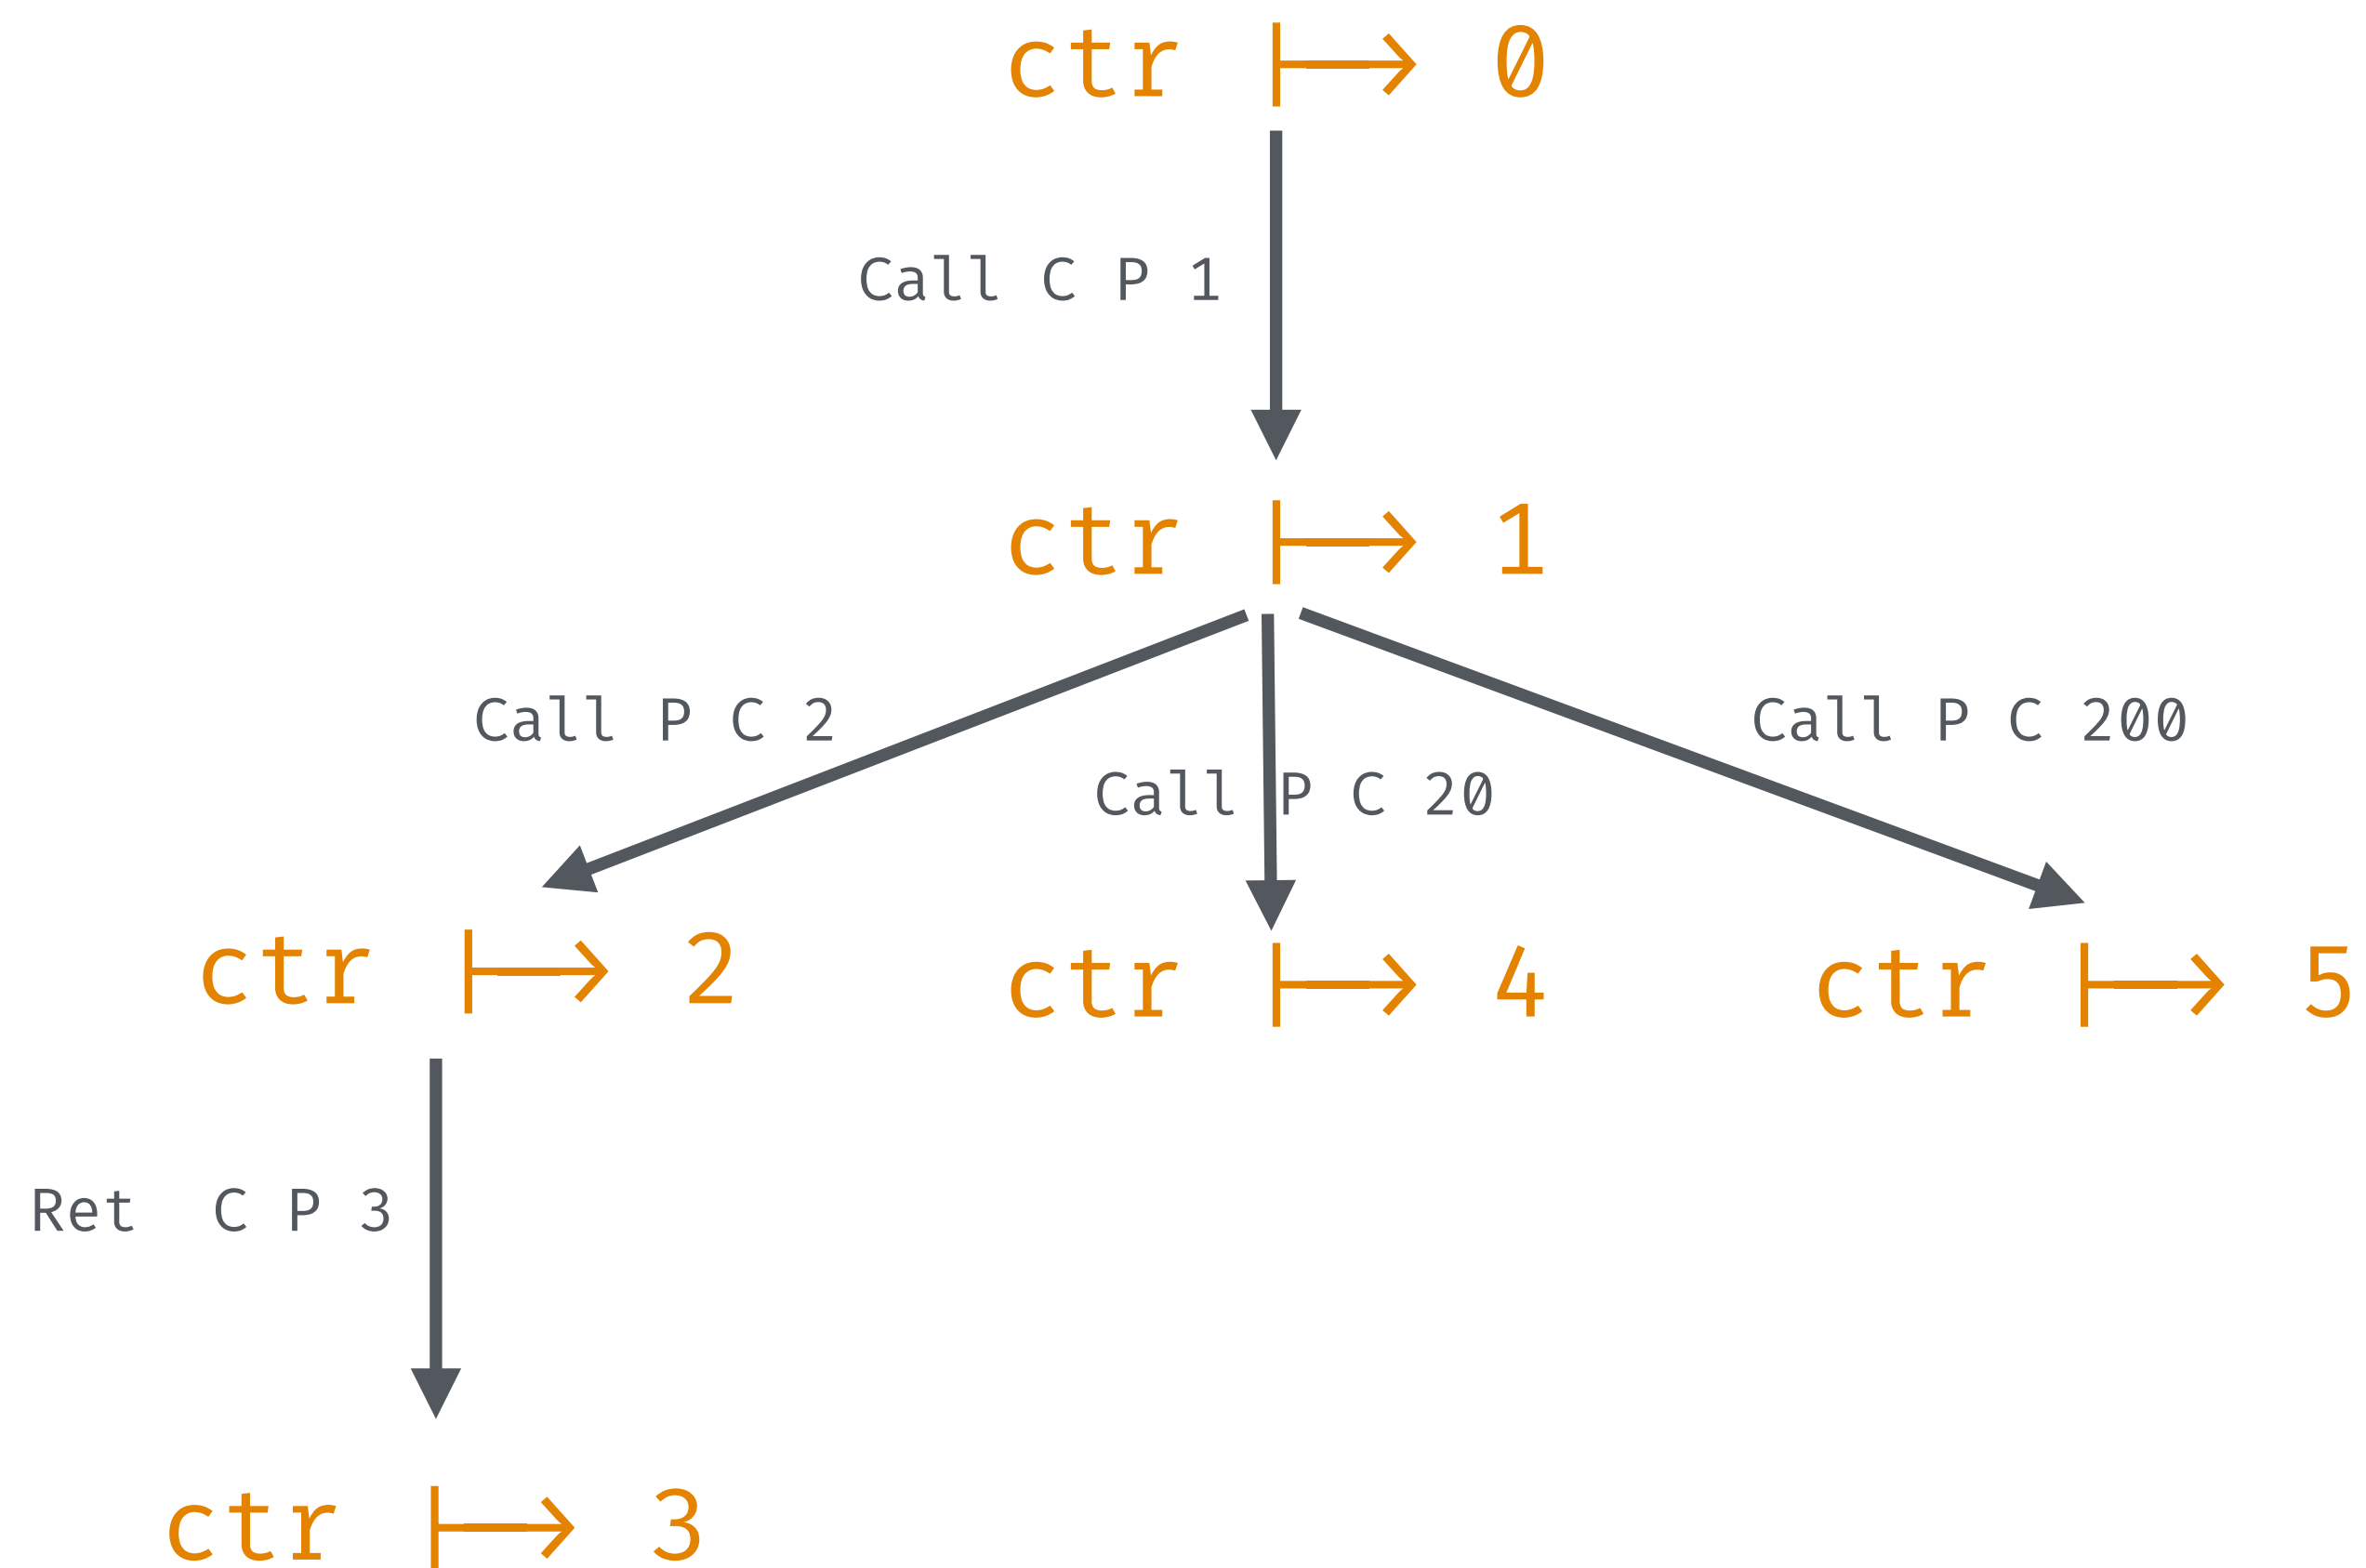 ctr ↦ 0
Call C P 1
ctr ↦ 1
Call P C 2
Call P C 200
Call P C 20
ctr ↦ 2
ctr ↦ 4
ctr ↦ 5
Ret C P 3
ctr ↦ 3